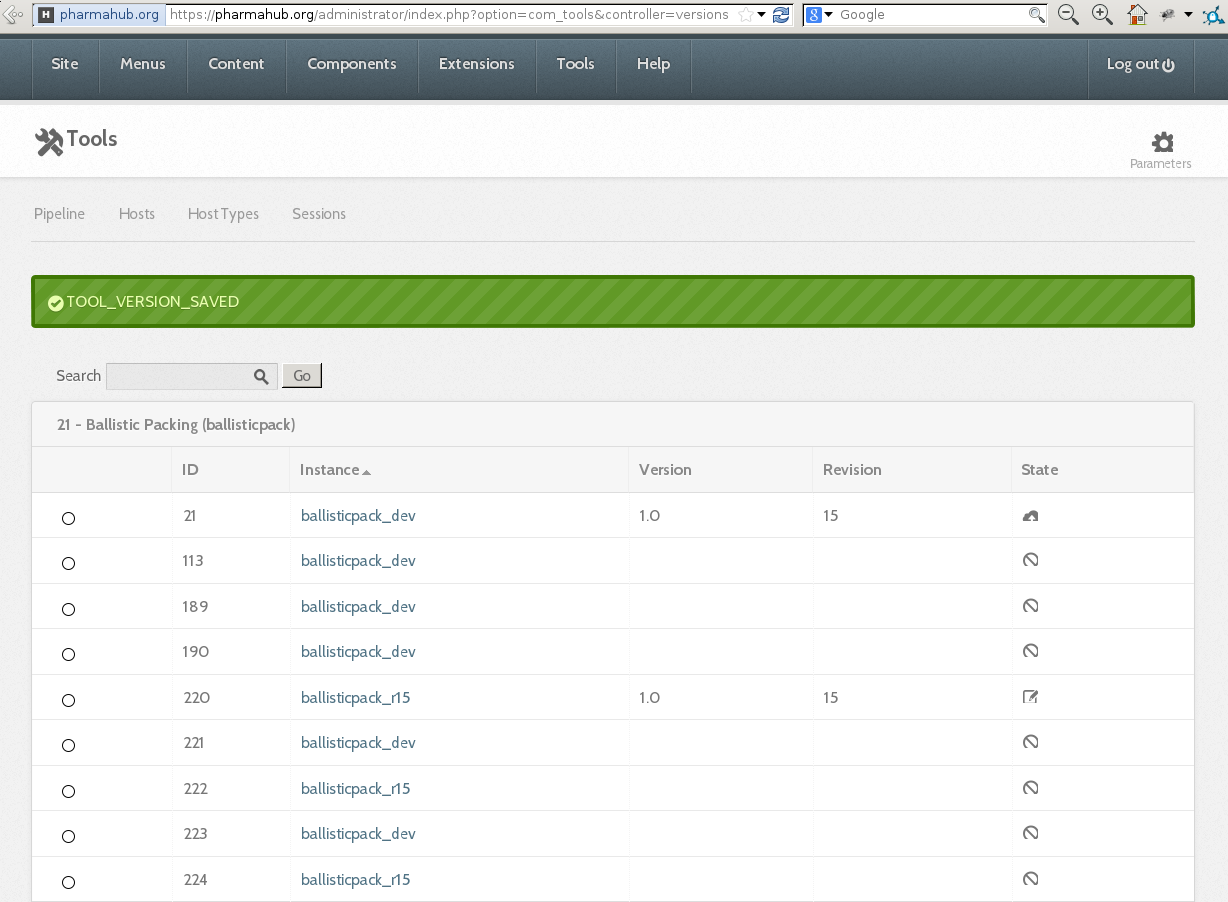 H pharmahub.org https://pharmahub.org/administrator/index.php?option=com_tools&controller=versions 8 Google
Site Menus Content Components Extensions Tools Help Log out
Tools
Parameters
Pipeline Hosts Host Types Sessions
TOOL_VERSION_SAVED
Search Go
21 - Ballistic Packing (ballisticpack)
ID Instance Version Revision State
21 ballisticpack_dev 1.0 15
113 ballisticpack_dev
189 ballisticpack_dev
190 ballisticpack_dev
220 ballisticpack_r15 1.0 15
221 ballisticpack_dev
222 ballisticpack_r15
223 ballisticpack_dev
224 ballisticpack_r15